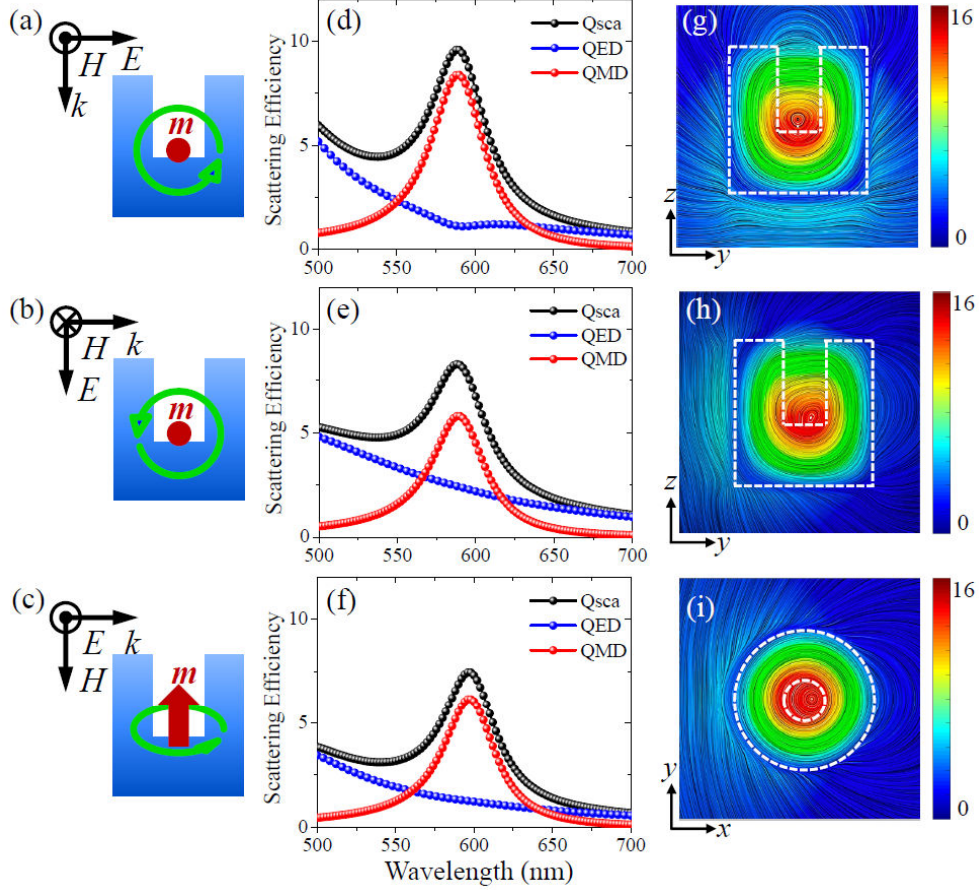 (a)
H
E
k
m
(d)
Scattering Efficiency
10
5
0
Qsca
QED
QMD
500
550
600
650
700
(g)
z
y
16
0
(b)
H
k
E
m
(e)
Scattering Efficiency
10
5
0
Qsca
QED
QMD
500
550
600
650
700
(h)
z
y
16
0
(c)
E
k
H
m
(f)
Scattering Efficiency
10
5
0
Qsca
QED
QMD
500
550
600
650
700
Wavelength (nm)
(i)
y
x
16
0